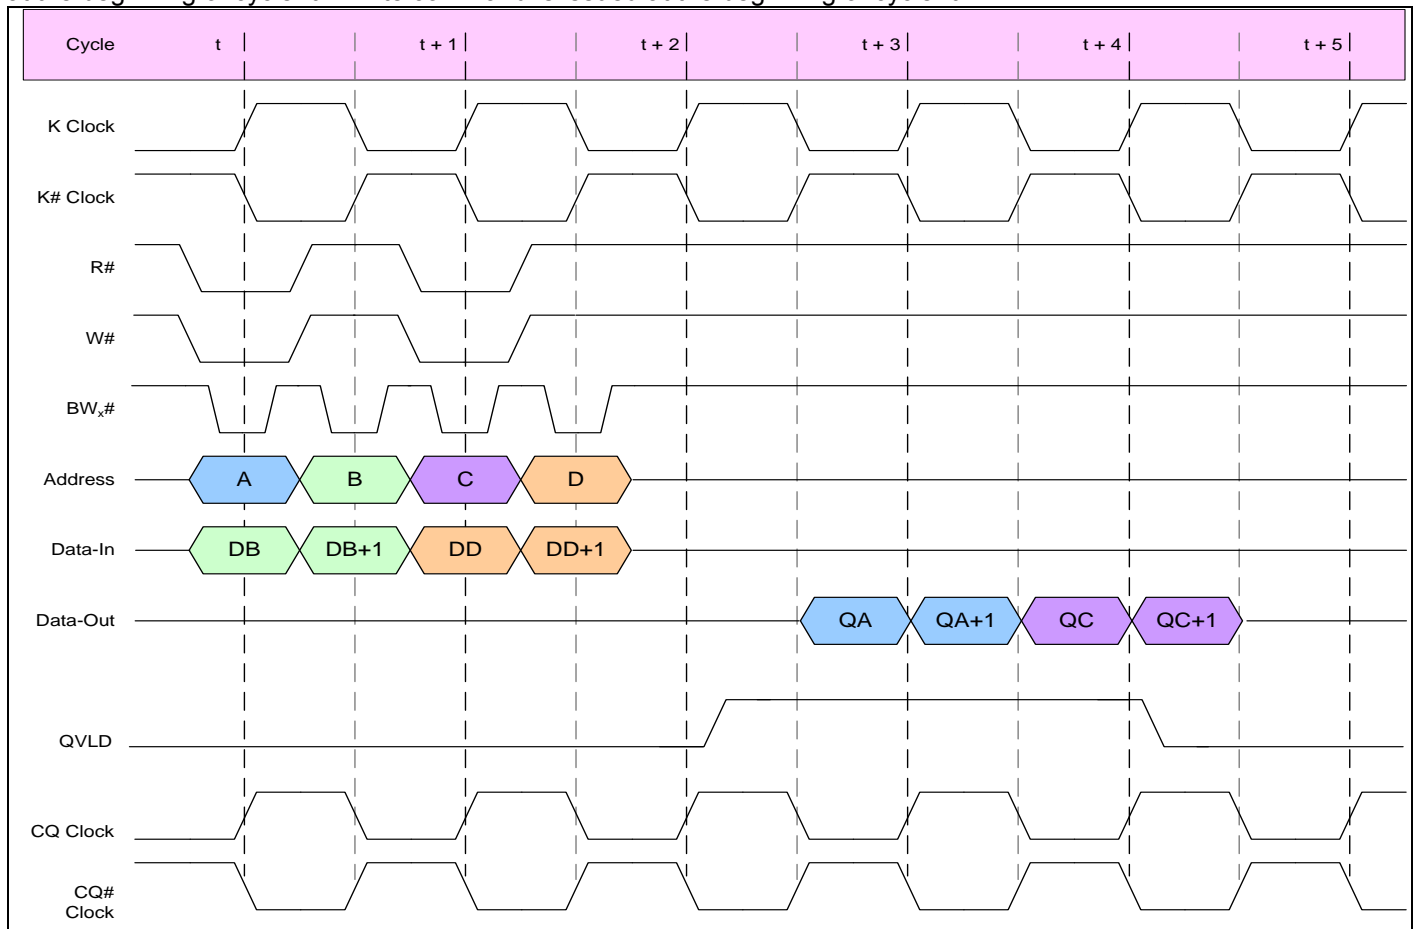 Cycle t t + 1 t + 2 t + 3 t + 4 t + 5
K Clock
K# Clock
R#
W#
BWx#
Address A B C D
Data-In DB DB+1 DD DD+1
Data-Out QA QA+1 QC QC+1
QVLD
CQ Clock
CQ#
Clock